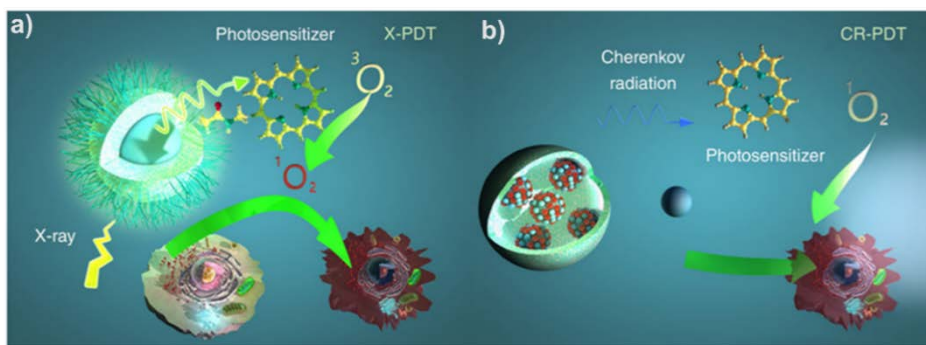 a)
Photosensitizer
X-PDT
³O₂
¹O₂
X-ray
b)
CR-PDT
Cherenkov
radiation
¹O₂
Photosensitizer